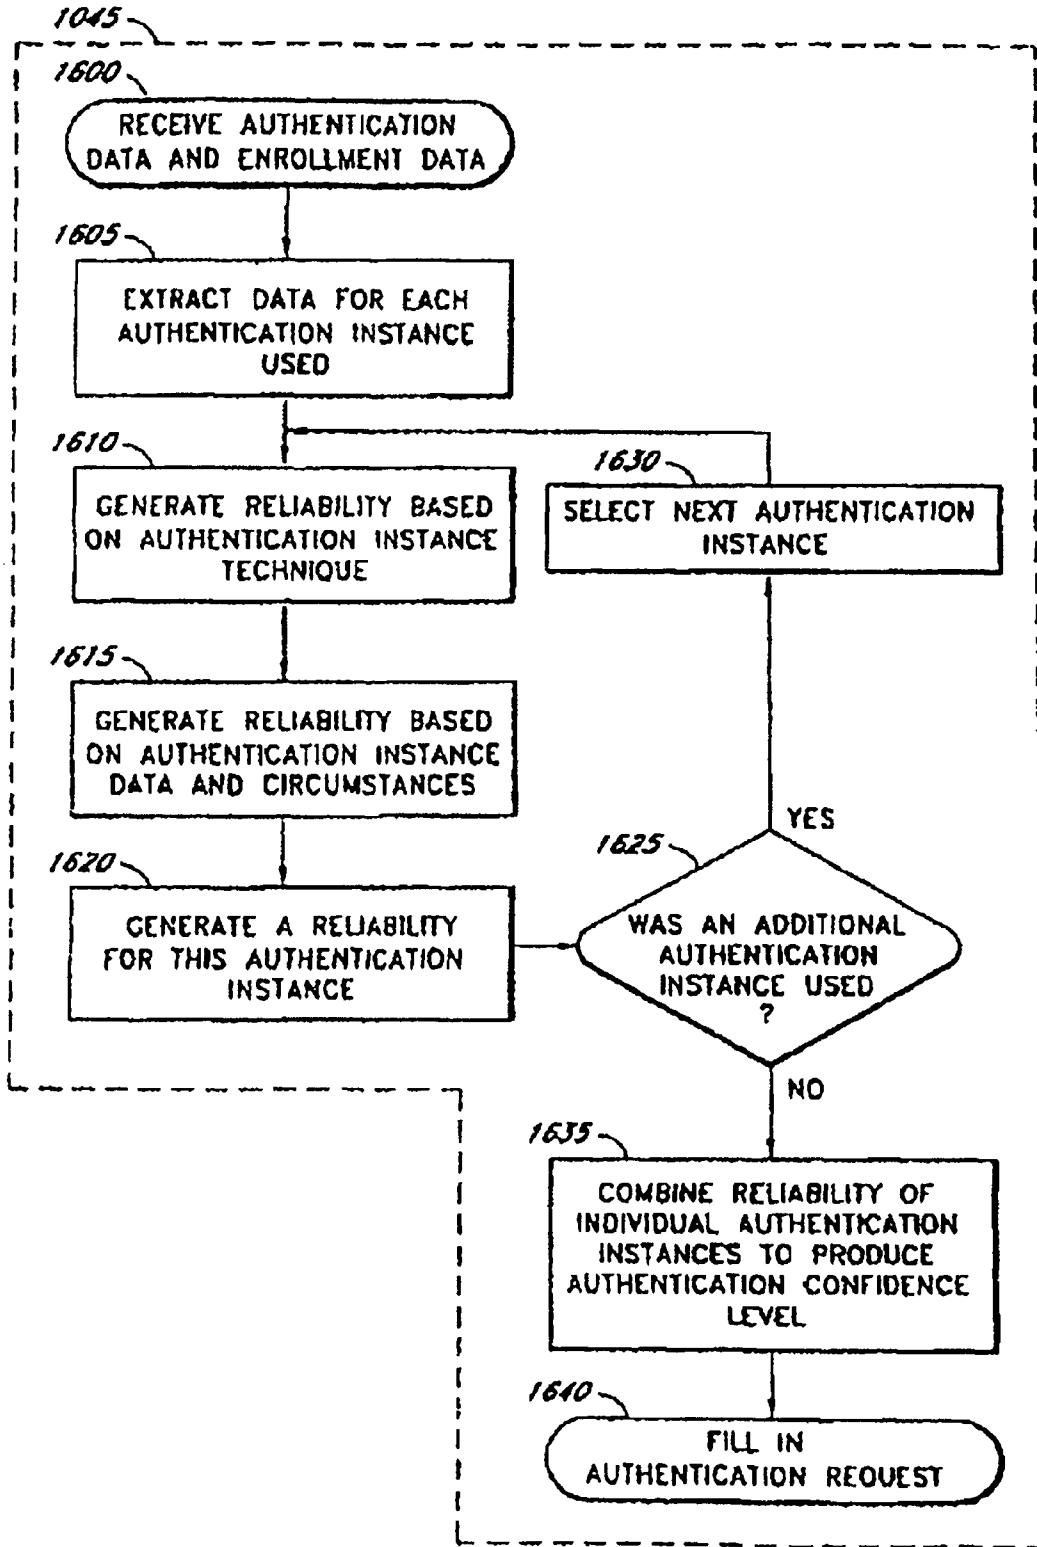 1045
1600
RECEIVE AUTHENTICATION
DATA AND ENROLLMENT DATA
1605
EXTRACT DATA FOR EACH
AUTHENTICATION INSTANCE
USED
1610
GENERATE RELIABILITY BASED
ON AUTHENTICATION INSTANCE
TECHNIQUE
1630
SELECT NEXT AUTHENTICATION
INSTANCE
1615
GENERATE RELIABILITY BASED
ON AUTHENTICATION INSTANCE
DATA AND CIRCUMSTANCES
1620
GENERATE A RELIABILITY
FOR THIS AUTHENTICATION
INSTANCE
YES
1625
WAS AN ADDITIONAL
AUTHENTICATION
INSTANCE USED
?
NO
1635
COMBINE RELIABILITY OF
INDIVIDUAL AUTHENTICATION
INSTANCES TO PRODUCE
AUTHENTICATION CONFIDENCE
LEVEL
1640
FILL IN
AUTHENTICATION REQUEST